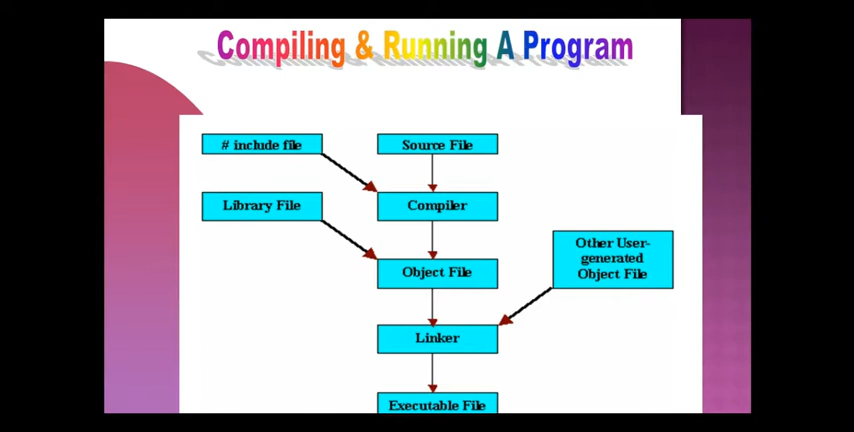 Compiling & Running A Program
# include file
Source File
Library File
Compiler
Other User-
generated
Object File
Object File
Linker
Executable File